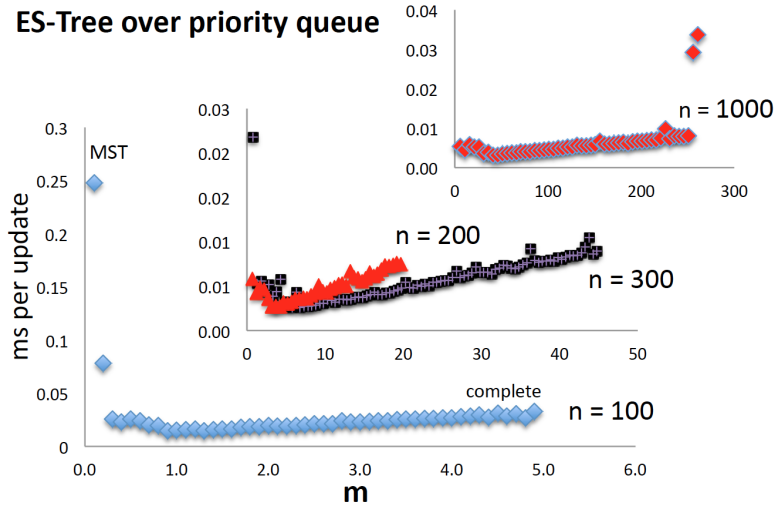 ES-Tree over priority queue
0.04
0.03
0.02
0.01
0.00
0 100 200 300
n = 1000
0.03
0.02
0.02
0.01
0.01
0.00
0 10 20 30 40 50
n = 200
n = 300
0.3
0.25
0.2
0.15
0.1
0.05
0
ms per update
MST
complete
n = 100
0.0 1.0 2.0 3.0 4.0 5.0 6.0
m